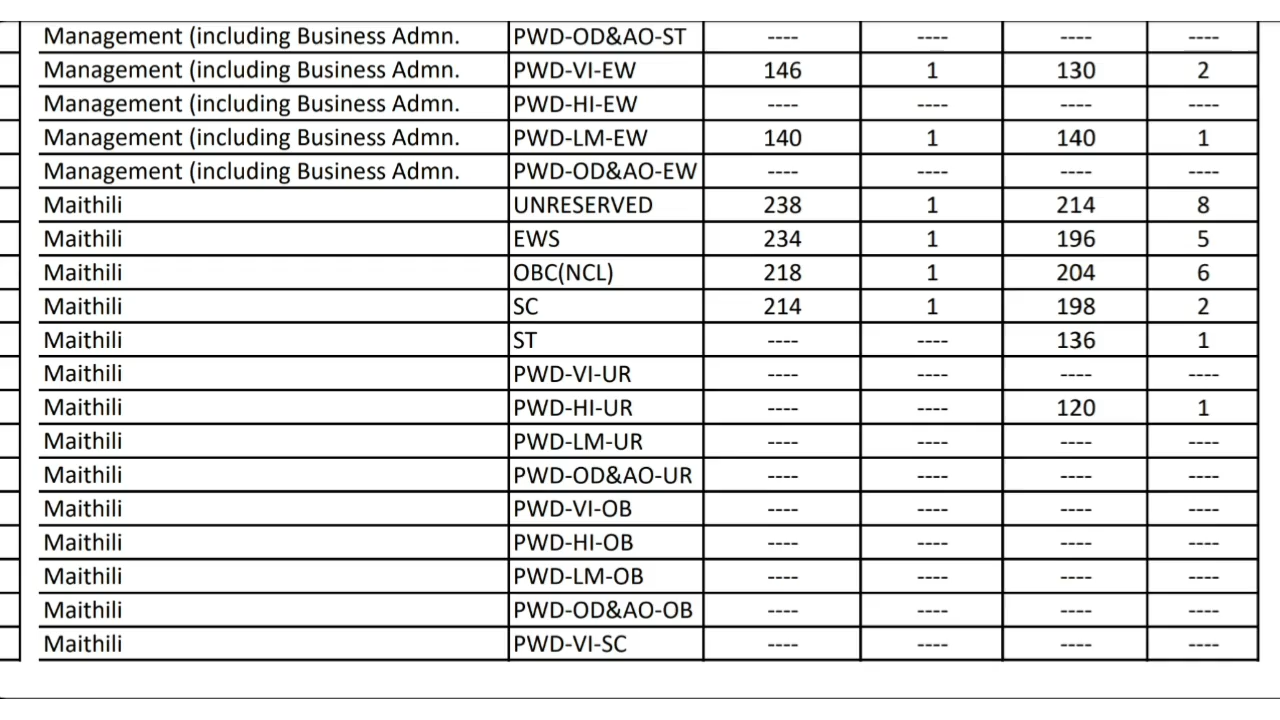 Management (including Business Admn. PWD-OD&AO-ST ---- ---- ---- ----
Management (including Business Admn. PWD-VI-EW 146 1 130 2
Management (including Business Admn. PWD-HI-EW ---- ---- ---- ----
Management (including Business Admn. PWD-LM-EW 140 1 140 1
Management (including Business Admn. PWD-OD&AO-EW ---- ---- ---- ----
Maithili UNRESERVED 238 1 214 8
Maithili EWS 234 1 196 5
Maithili OBC(NCL) 218 1 204 6
Maithili SC 214 1 198 2
Maithili ST ---- ---- 136 1
Maithili PWD-VI-UR ---- ---- ---- ----
Maithili PWD-HI-UR ---- ---- 120 1
Maithili PWD-LM-UR ---- ---- ---- ----
Maithili PWD-OD&AO-UR ---- ---- ---- ----
Maithili PWD-VI-OB ---- ---- ---- ----
Maithili PWD-HI-OB ---- ---- ---- ----
Maithili PWD-LM-OB ---- ---- ---- ----
Maithili PWD-OD&AO-OB ---- ---- ---- ----
Maithili PWD-VI-SC ---- ---- ---- ----